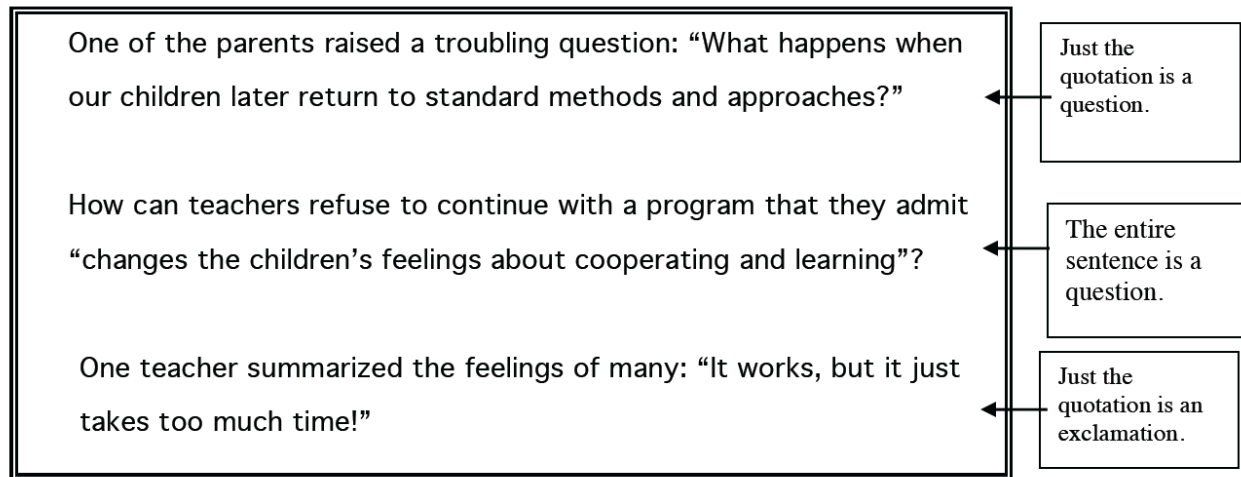 One of the parents raised a troubling question: “What happens when
our children later return to standard methods and approaches?”
Just the
quotation is a
question.
How can teachers refuse to continue with a program that they admit
“changes the children’s feelings about cooperating and learning”?
The entire
sentence is a
question.
One teacher summarized the feelings of many: “It works, but it just
takes too much time!”
Just the
quotation is an
exclamation.